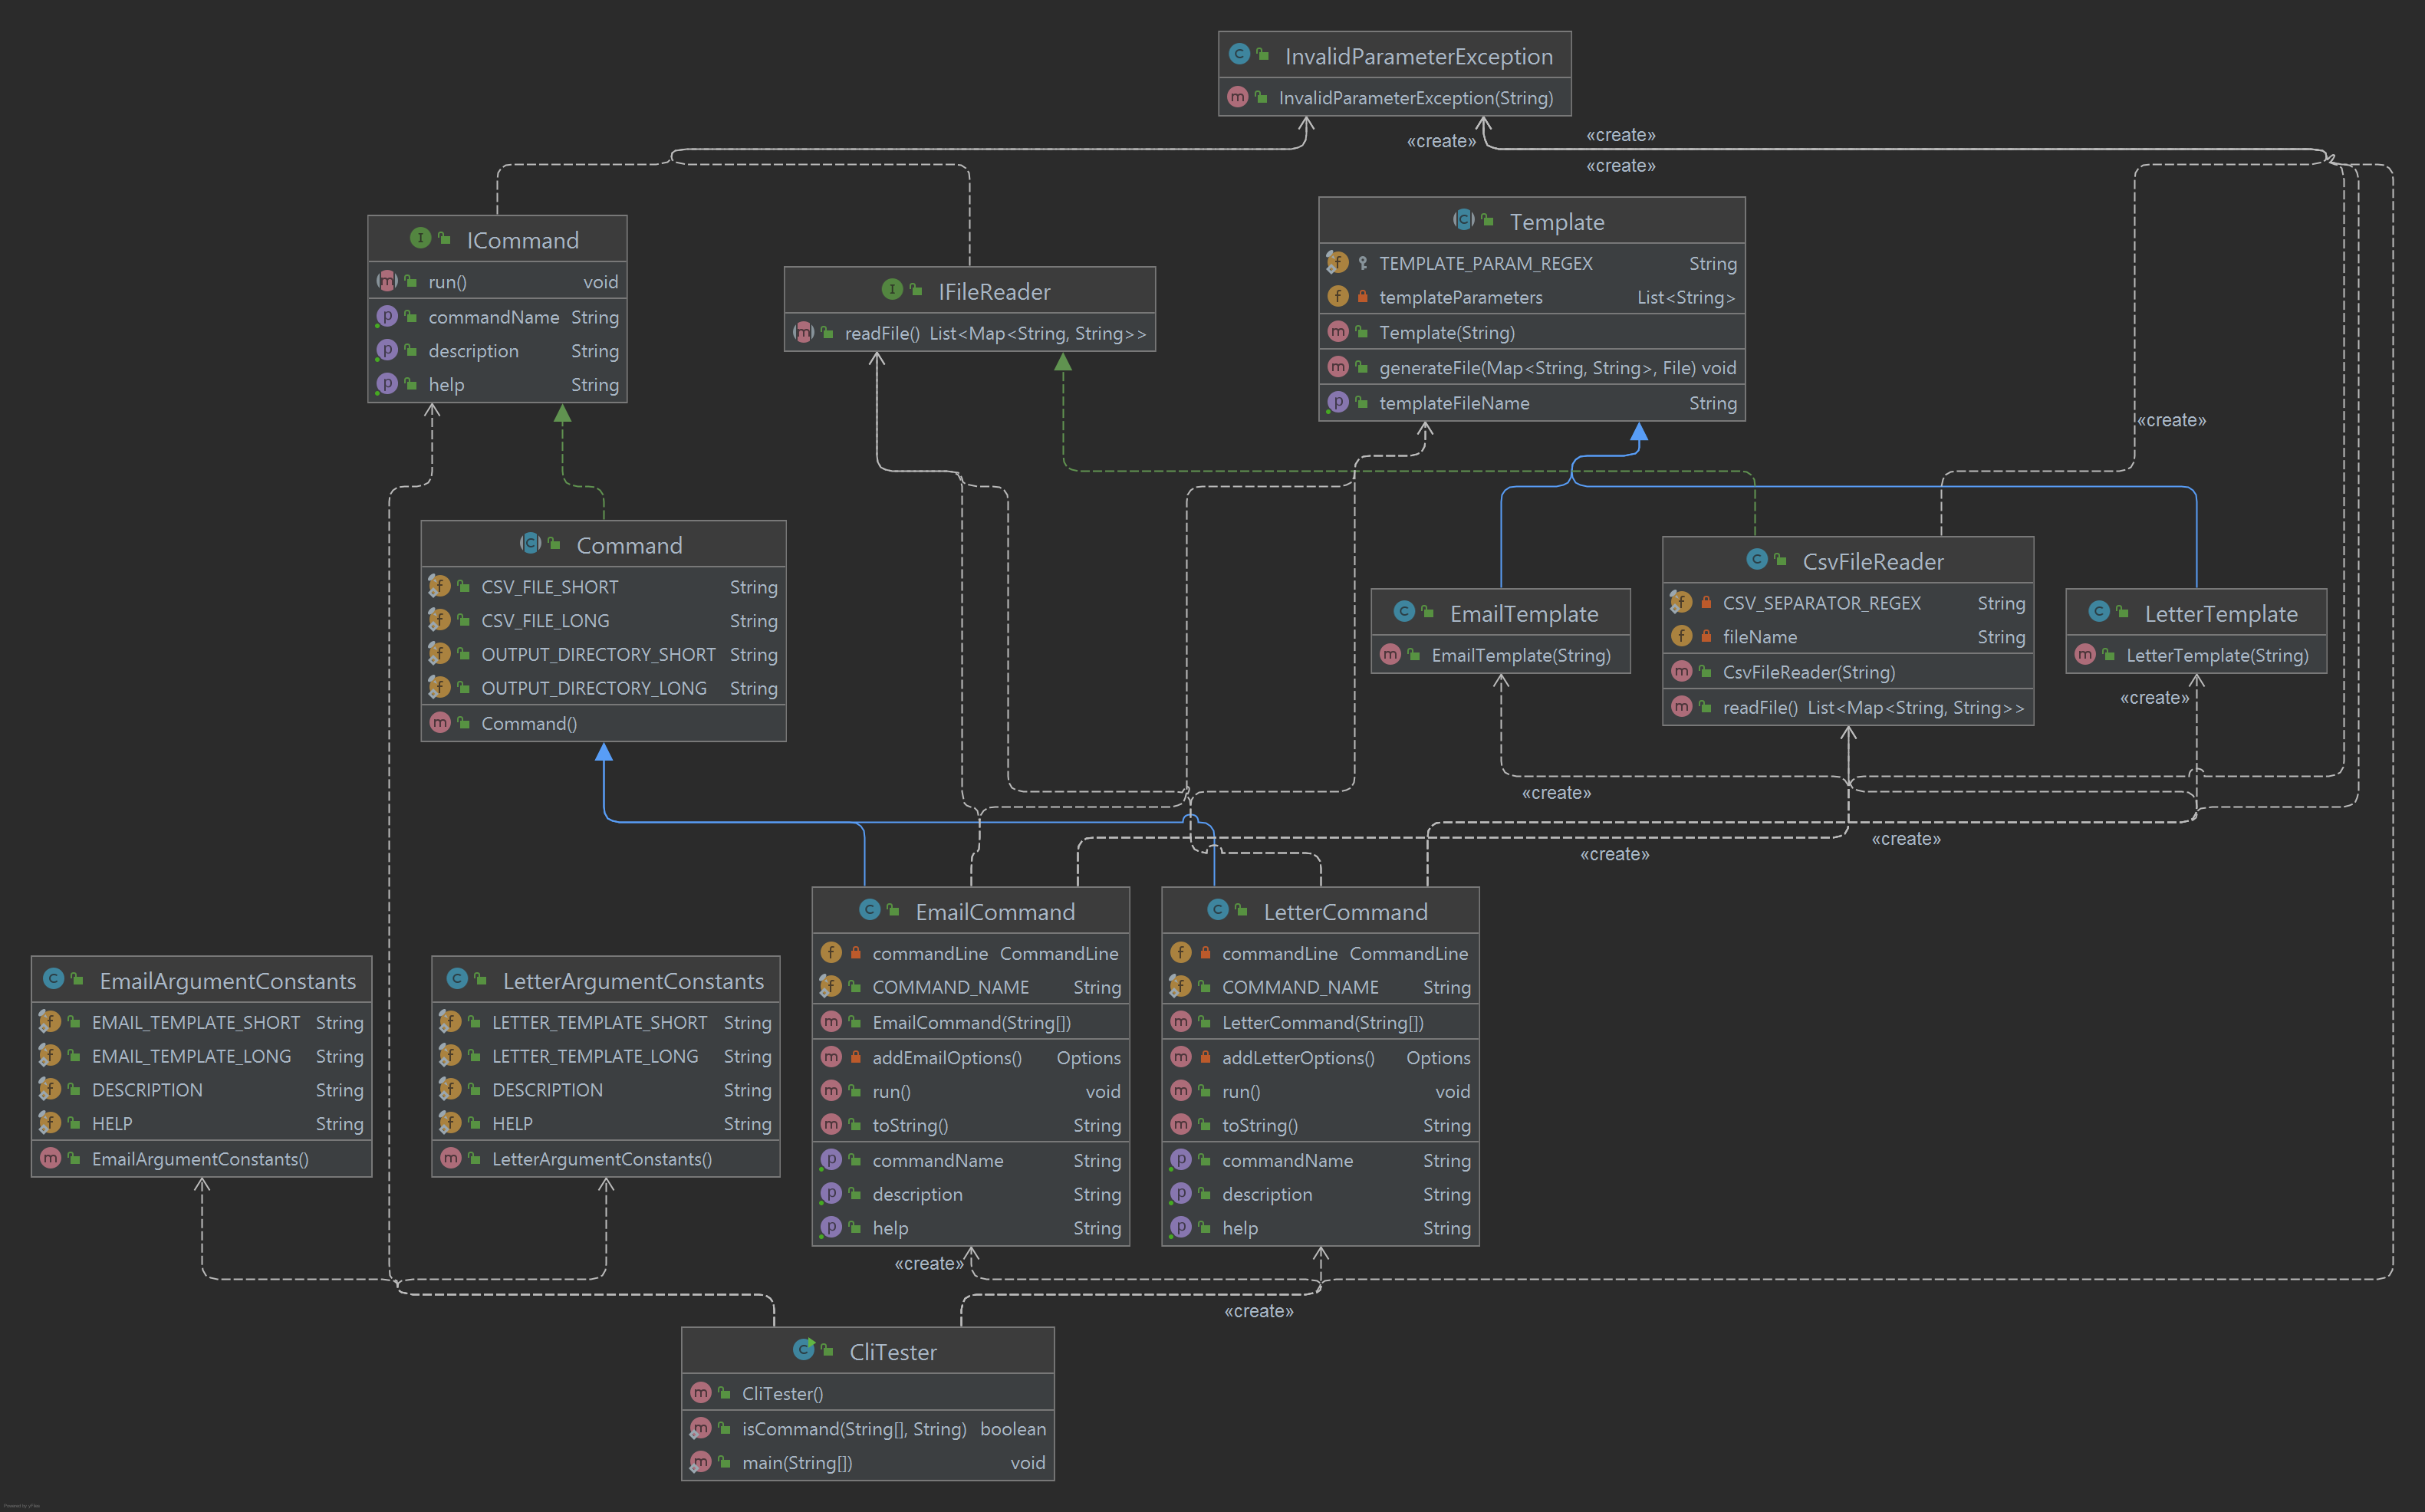 InvalidParameterException
InvalidParameterException(String)
«create»
«create»
«create»
ICommand
run() void
commandName String
description String
help String
IFileReader
readFile() List<Map<String, String>>
Template
TEMPLATE_PARAM_REGEX String
templateParameters List<String>
Template(String)
generateFile(Map<String, String>, File) void
templateFileName String
«create»
Command
CSV_FILE_SHORT String
CSV_FILE_LONG String
OUTPUT_DIRECTORY_SHORT String
OUTPUT_DIRECTORY_LONG String
Command()
EmailTemplate
EmailTemplate(String)
CsvFileReader
CSV_SEPARATOR_REGEX String
fileName String
CsvFileReader(String)
readFile() List<Map<String, String>>
LetterTemplate
LetterTemplate(String)
«create»
«create»
«create»
«create»
EmailCommand
commandLine CommandLine
COMMAND_NAME String
EmailCommand(String[])
addEmailOptions() Options
run() void
toString() String
commandName String
description String
help String
LetterCommand
commandLine CommandLine
COMMAND_NAME String
LetterCommand(String[])
addLetterOptions() Options
run() void
toString() String
commandName String
description String
help String
EmailArgumentConstants
EMAIL_TEMPLATE_SHORT String
EMAIL_TEMPLATE_LONG String
DESCRIPTION String
HELP String
EmailArgumentConstants()
LetterArgumentConstants
LETTER_TEMPLATE_SHORT String
LETTER_TEMPLATE_LONG String
DESCRIPTION String
HELP String
LetterArgumentConstants()
«create»
«create»
CliTester
CliTester()
isCommand(String[], String) boolean
main(String[]) void
Powered by yFiles